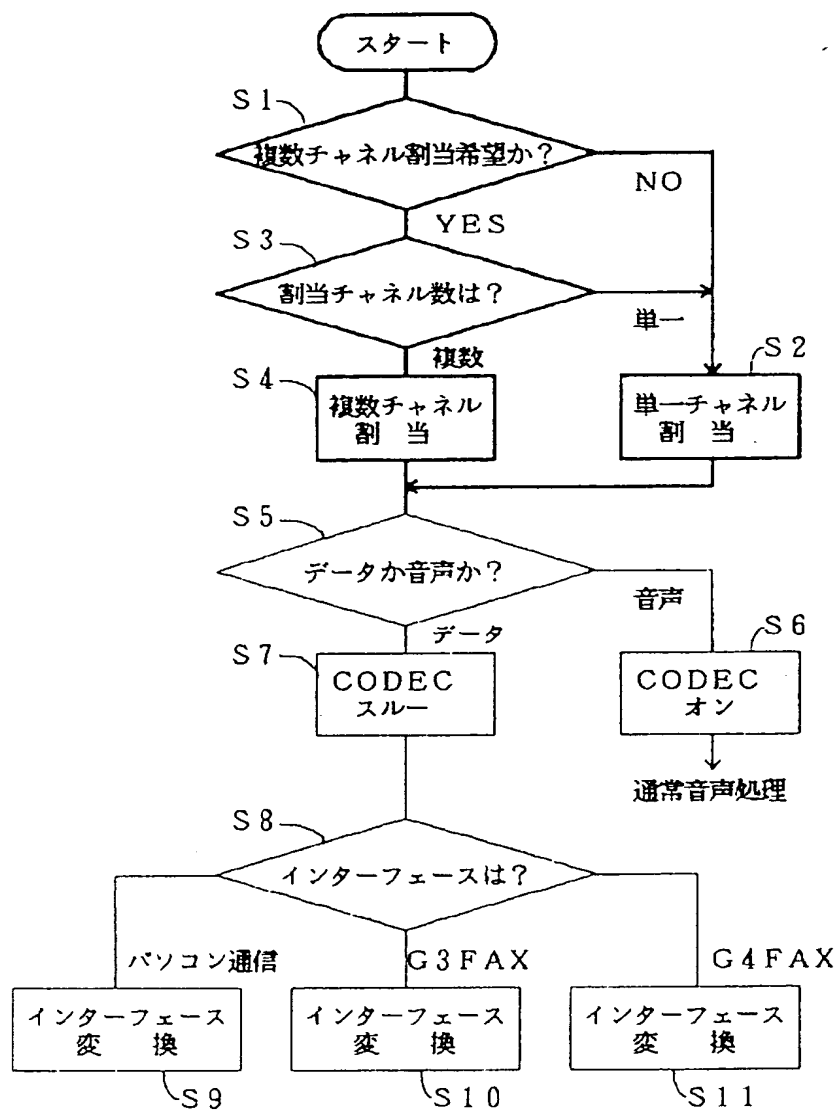 スタート
S1
複数チャネル割当希望か?
NO
YES
S3
割当チャネル数は?
単一
複数
S2
S4
複数チャネル
割 当
単一チャネル
割 当
S5
データか音声か?
音声
データ
S6
S7
CODEC
スルー
CODEC
オン
通常音声処理
S8
インターフェースは?
パソコン通信
G3FAX
G4FAX
インターフェース
変 換
インターフェース
変 換
インターフェース
変 換
S9
S10
S11